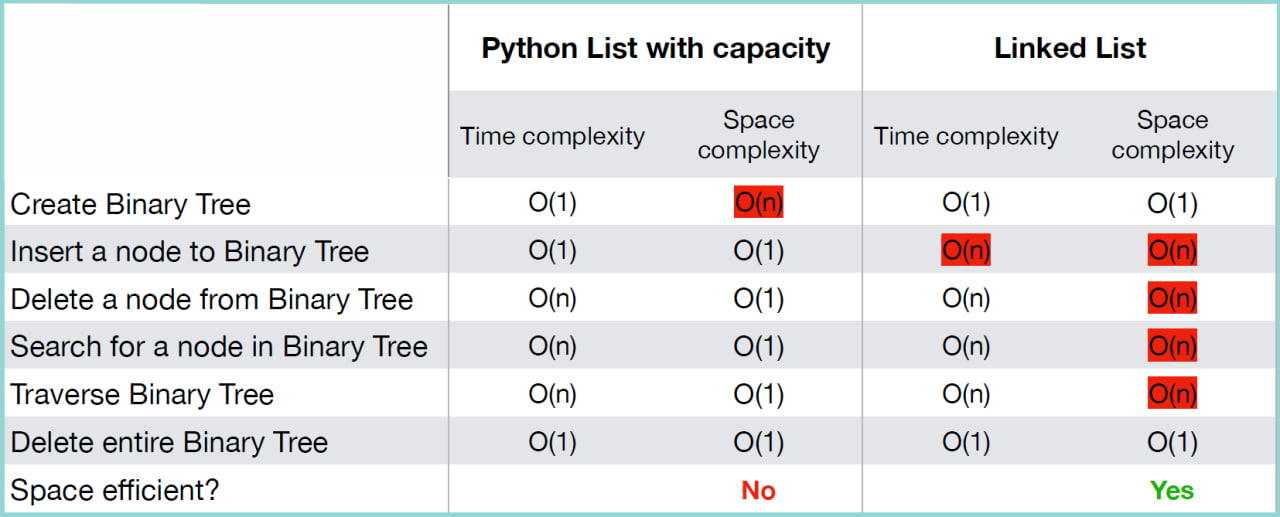 Python List with capacity Linked List
Time complexity Space complexity Time complexity Space complexity
Create Binary Tree O(1) O(n) O(1) O(1)
Insert a node to Binary Tree O(1) O(1) O(n) O(n)
Delete a node from Binary Tree O(n) O(1) O(n) O(n)
Search for a node in Binary Tree O(n) O(1) O(n) O(n)
Traverse Binary Tree O(n) O(1) O(n) O(n)
Delete entire Binary Tree O(1) O(1) O(1) O(1)
Space efficient? No Yes